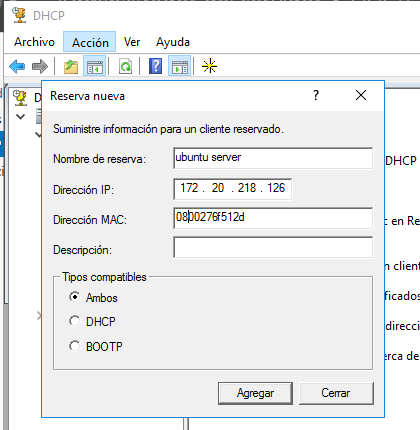 DHCP
Archivo Acción Ver Ayuda
D
Reserva nueva
Suministre información para un cliente reservado.
Nombre de reserva: ubuntu server
Dirección IP: 172 . 20 . 218 . 126
Dirección MAC: 0800276f512d
Descripción:
Tipos compatibles
Ambos
DHCP
BOOTP
Agregar Cerrar
DHCP
c en Re
n client
ificados
direcci
erca de